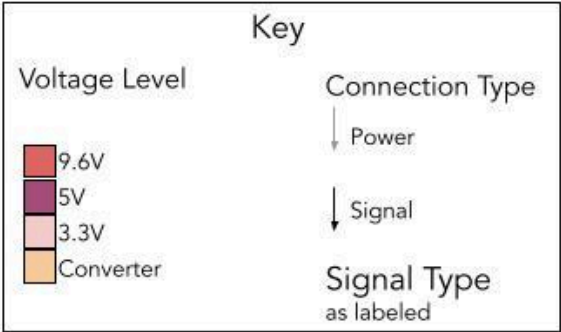 Key
Voltage Level
9.6V
5V
3.3V
Converter
Connection Type
Power
Signal
Signal Type
as labeled